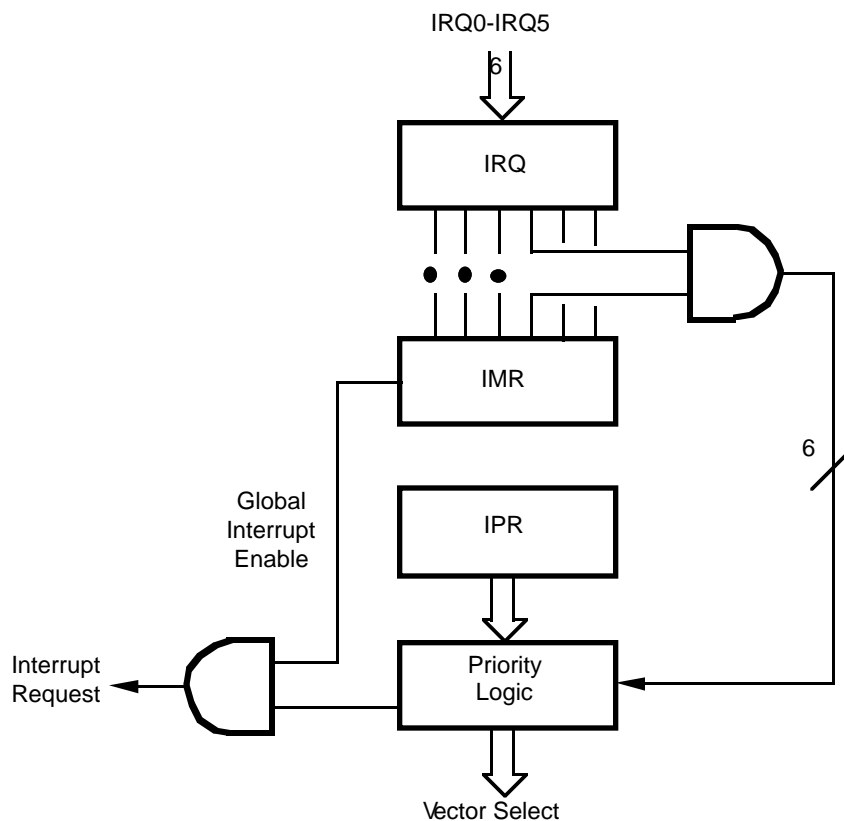 IRQ0-IRQ5
6
IRQ
IMR
6
Global
Interrupt
Enable
IPR
Interrupt
Request
Priority
Logic
Vector Select